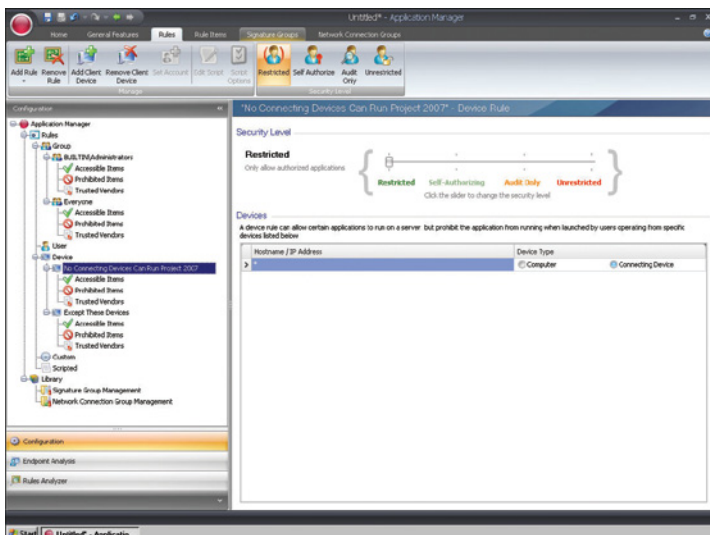 Untitled* - Application Manager
Home General Features Rules Rule Items Signature Groups Network Connection Groups
Add Rule Remove Rule Add Client Device Remove Client Device Set Account Edit Script Script Options Restricted Self Authorize Audit Only Unrestricted
Manage Security Level
Configuration
"No Connecting Devices Can Run Project 2007" - Device Rule
Application Manager
Rules
Group
BUILTIN\Administrators
Accessible Items
Prohibited Items
Trusted Vendors
Everyone
Accessible Items
Prohibited Items
Trusted Vendors
User
Device
No Connecting Devices Can Run Project 2007
Accessible Items
Prohibited Items
Trusted Vendors
Except These Devices
Accessible Items
Prohibited Items
Trusted Vendors
Custom
Scripted
Library
Signature Group Management
Network Connection Group Management
Configuration
Endpoint Analysis
Rules Analyzer
Security Level
Restricted
Only allow authorized applications
Restricted Self-Authorizing Audit Only Unrestricted
Click the slider to change the security level
Devices
A device rule can allow certain applications to run on a server but prohibit the application from running when launched by users operating from specific
devices listed below
Hostname / IP Address Device Type
* Computer Connecting Device
Start Untitled* - Applicatio...